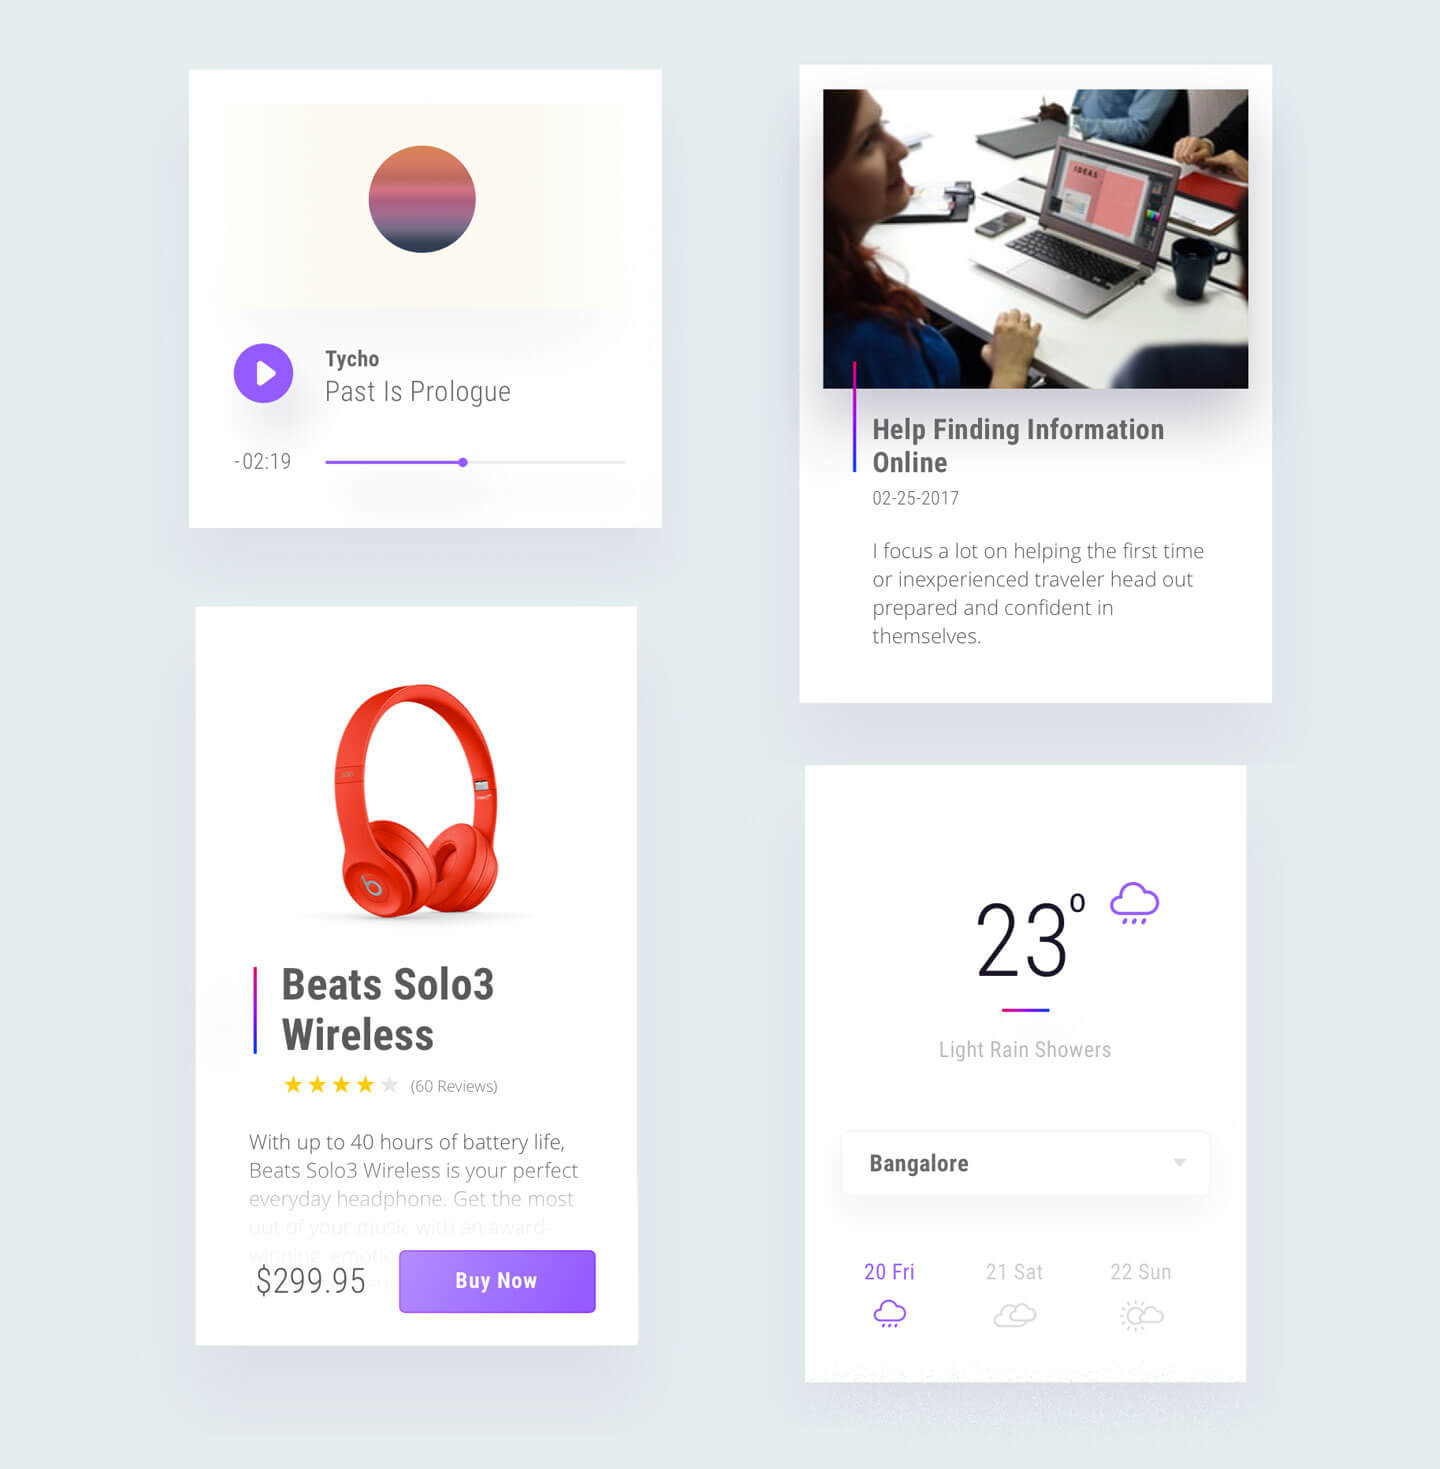 Tycho
Past Is Prologue
-02:19
IDEAS
Help Finding Information
Online
02-25-2017
I focus a lot on helping the first time
or inexperienced traveler head out
prepared and confident in
themselves.
Beats Solo3
Wireless
(60 Reviews)
With up to 40 hours of battery life,
Beats Solo3 Wireless is your perfect
everyday headphone. Get the most
out of your music with an award-
winning, 
$299.95
Buy Now
23°
Light Rain Showers
Bangalore
20 Fri
21 Sat
22 Sun